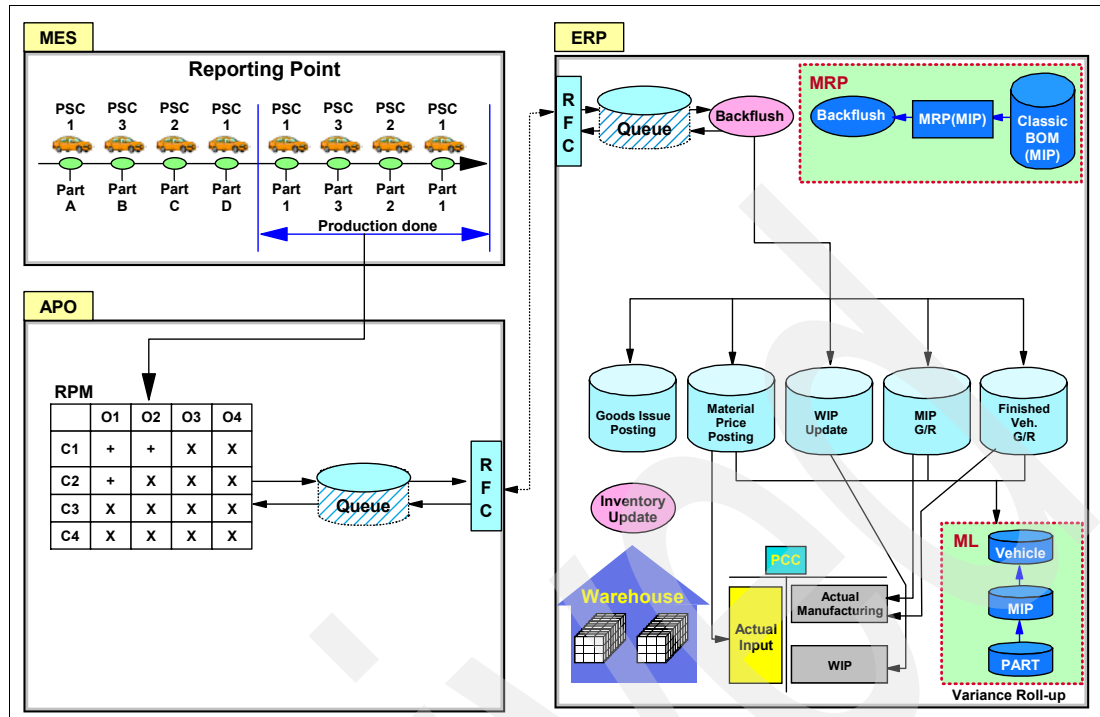 MES
Reporting Point
PSC PSC PSC PSC PSC PSC PSC PSC
1 3 2 1 1 3 2 1
Part Part Part Part Part Part Part Part
A B C D 1 3 2 1
Production done
APO
RPM
O1 O2 O3 O4
C1 + + X X
C2 + X X X
C3 X X X X
C4 X X X X
Queue
R
F
C
ERP
R
F
C
Queue
Backflush
MRP
Backflush
MRP(MIP)
Classic
BOM
(MIP)
Goods Issue
Posting
Material
Price
Posting
WIP
Update
MIP
G/R
Finished
Veh.
G/R
Inventory
Update
Warehouse
PCC
Actual
Input
Actual
Manufacturing
WIP
ML
Vehicle
MIP
PART
Variance Roll-up